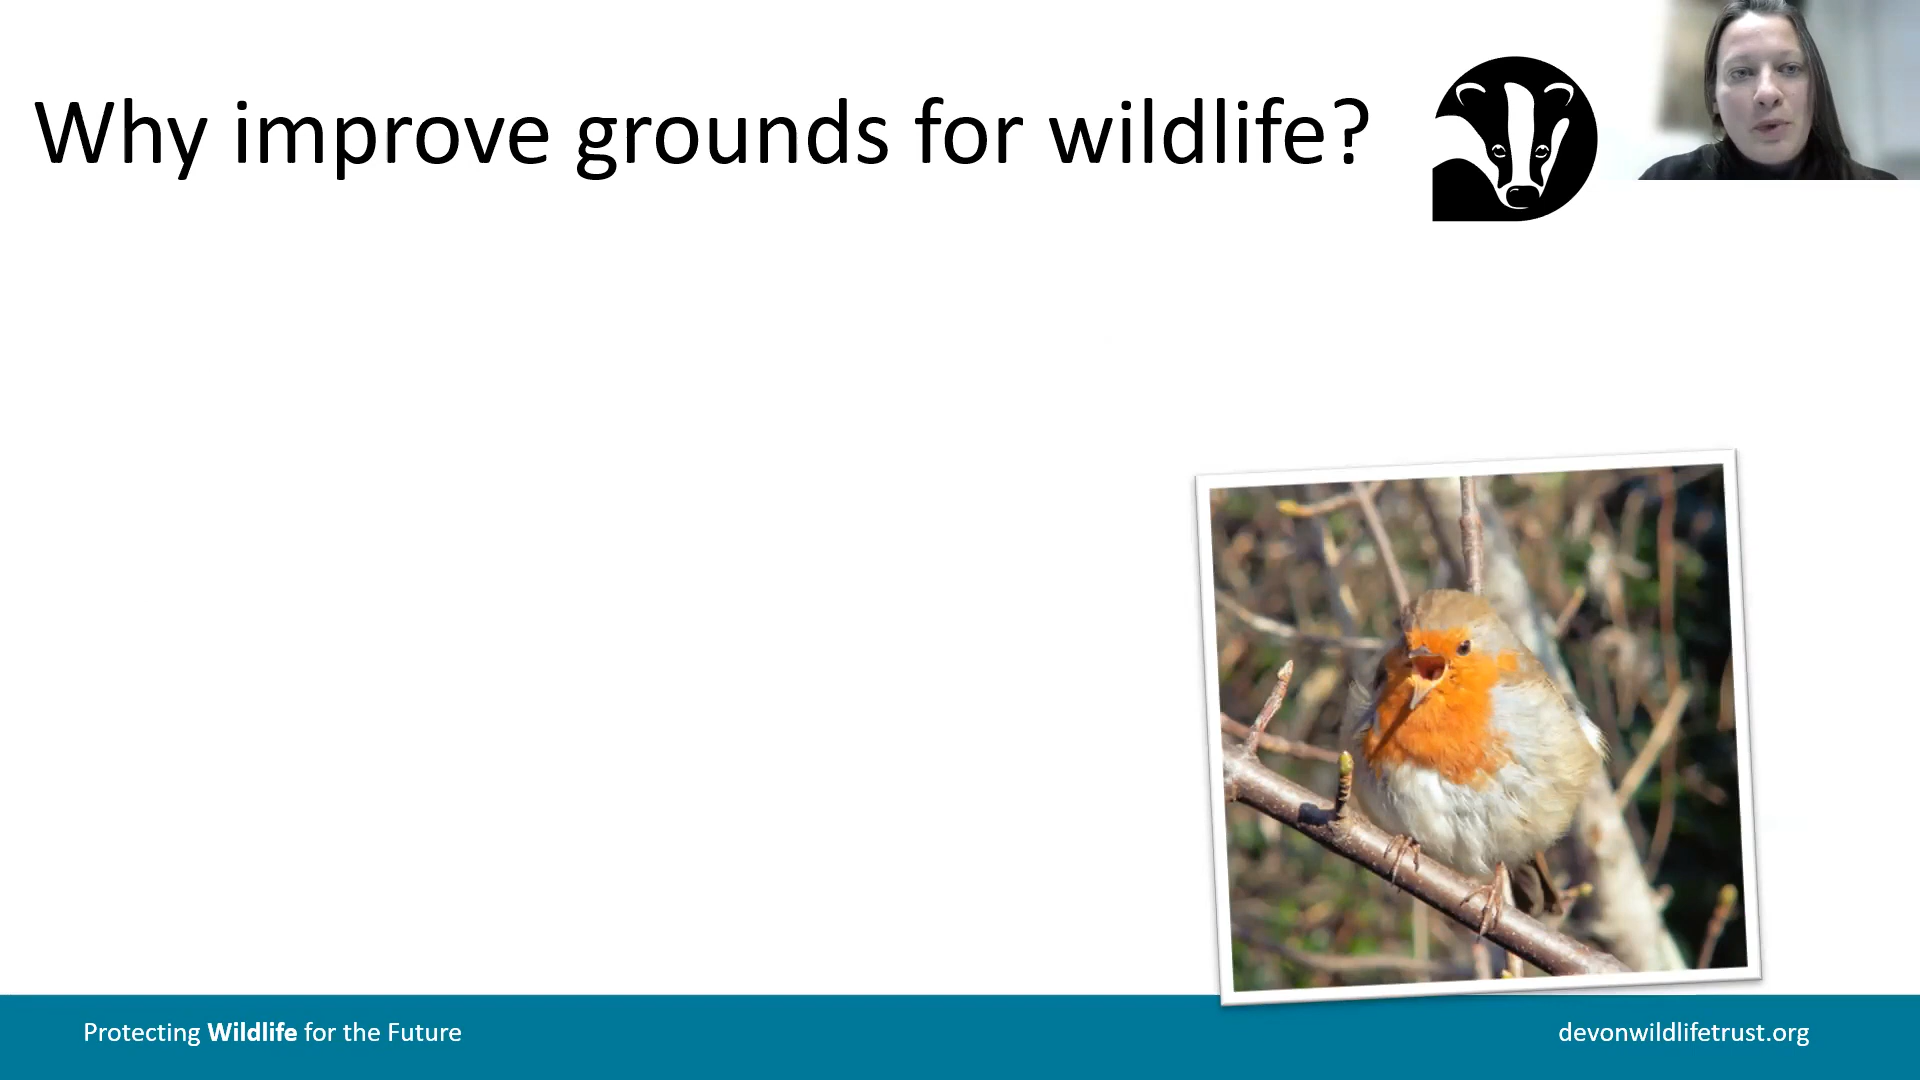 Why improve grounds for wildlife?
Protecting Wildlife for the Future
devonwildlifetrust.org